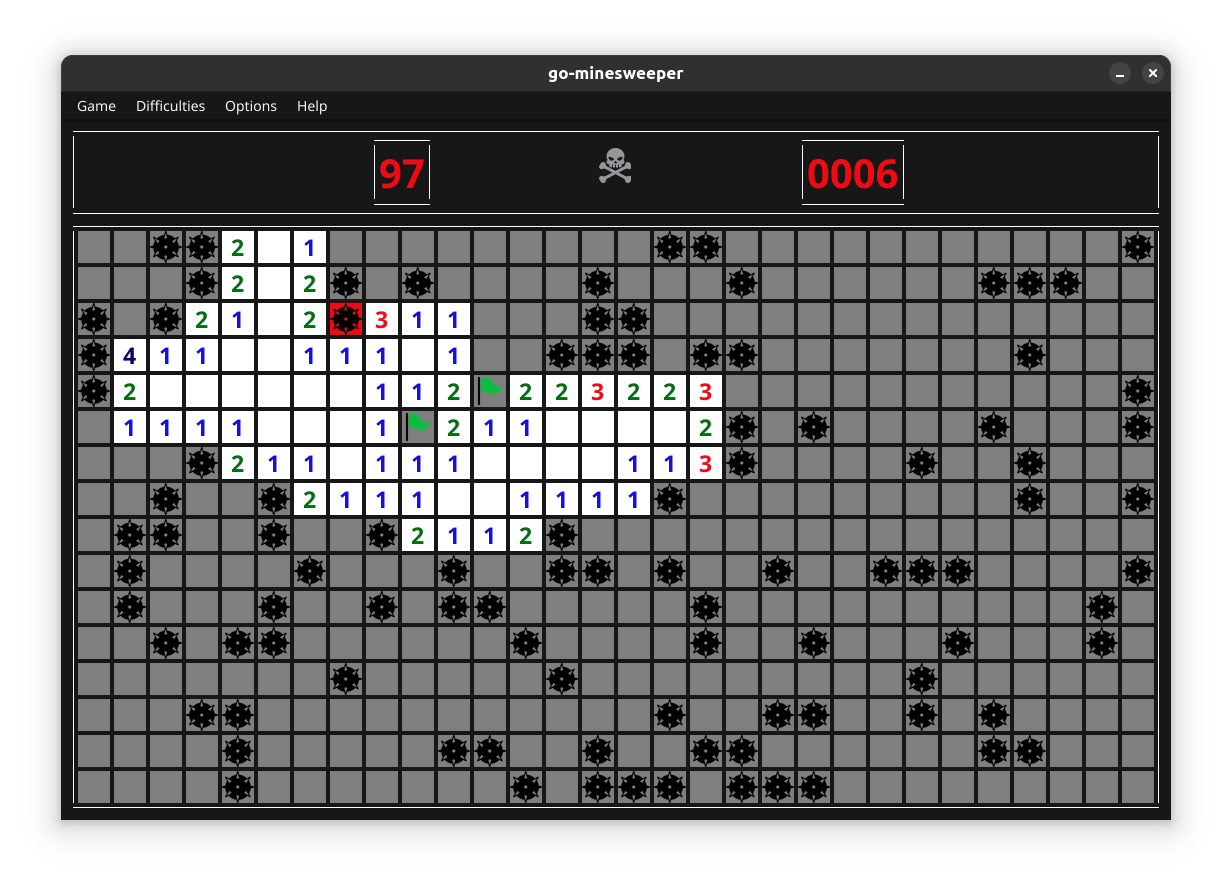 go-minesweeper
Game Difficulties Options Help
97 0006
2 1
2 2
2 1 2 3 1 1
4 1 1 1 1 1 1
2 1 1 2 2 2 3 2 2 3
1 1 1 1 1 2 1 1 2
2 1 1 1 1 1 1 1 3
2 1 1 1 1 1 1 1
2 1 1 2